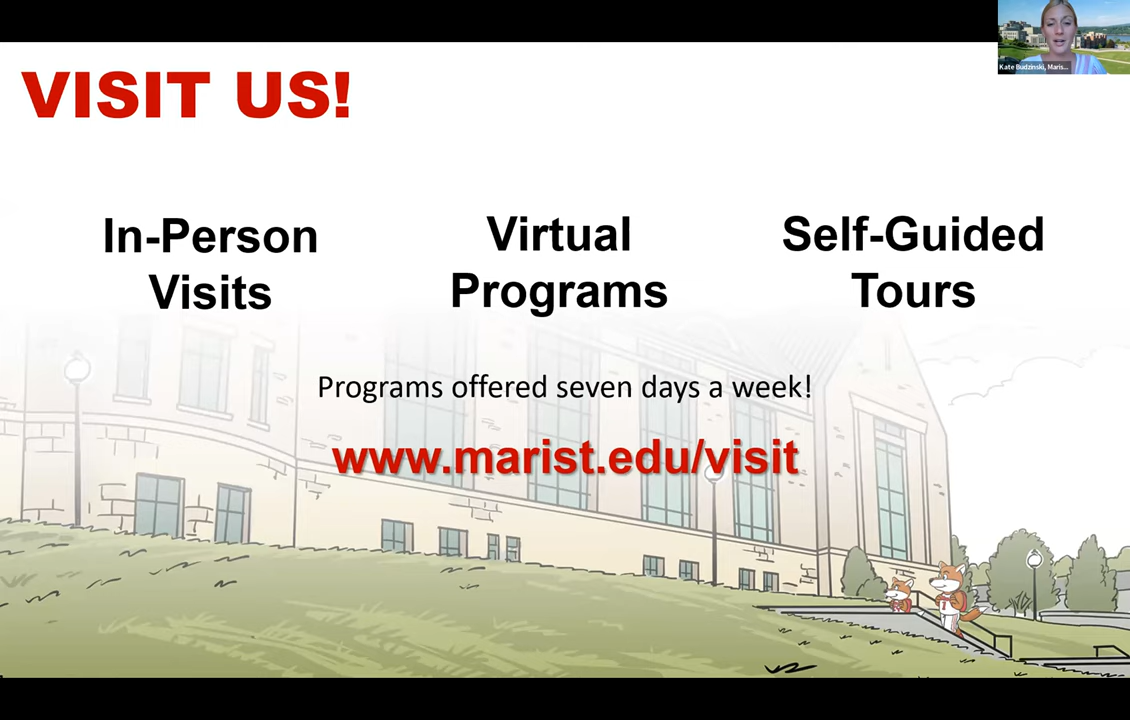 Kate Budzinski, Maris...
VISIT US!
In-Person
Visits
Virtual
Programs
Self-Guided
Tours
Programs offered seven days a week!
www.marist.edu/visit